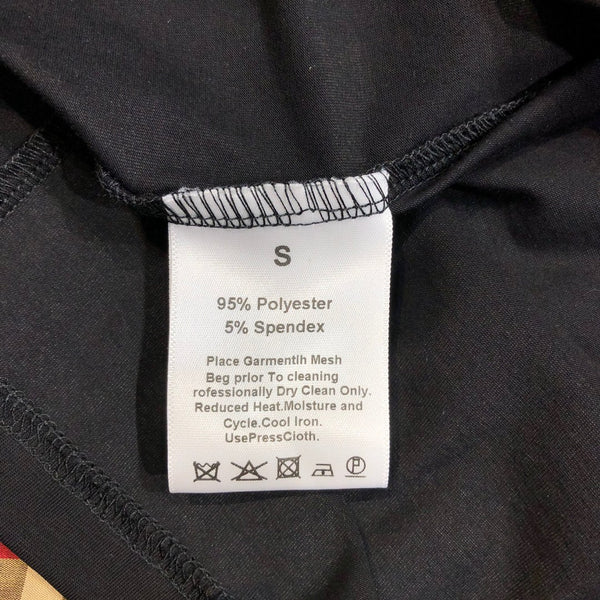 S
95% Polyester
5% Spendex
Place GarmentIh Mesh
Beg prior To cleaning
rofessionally Dry Clean Only.
Reduced Heat.Moisture and
Cycle.Cool Iron.
UsePressCloth.
P